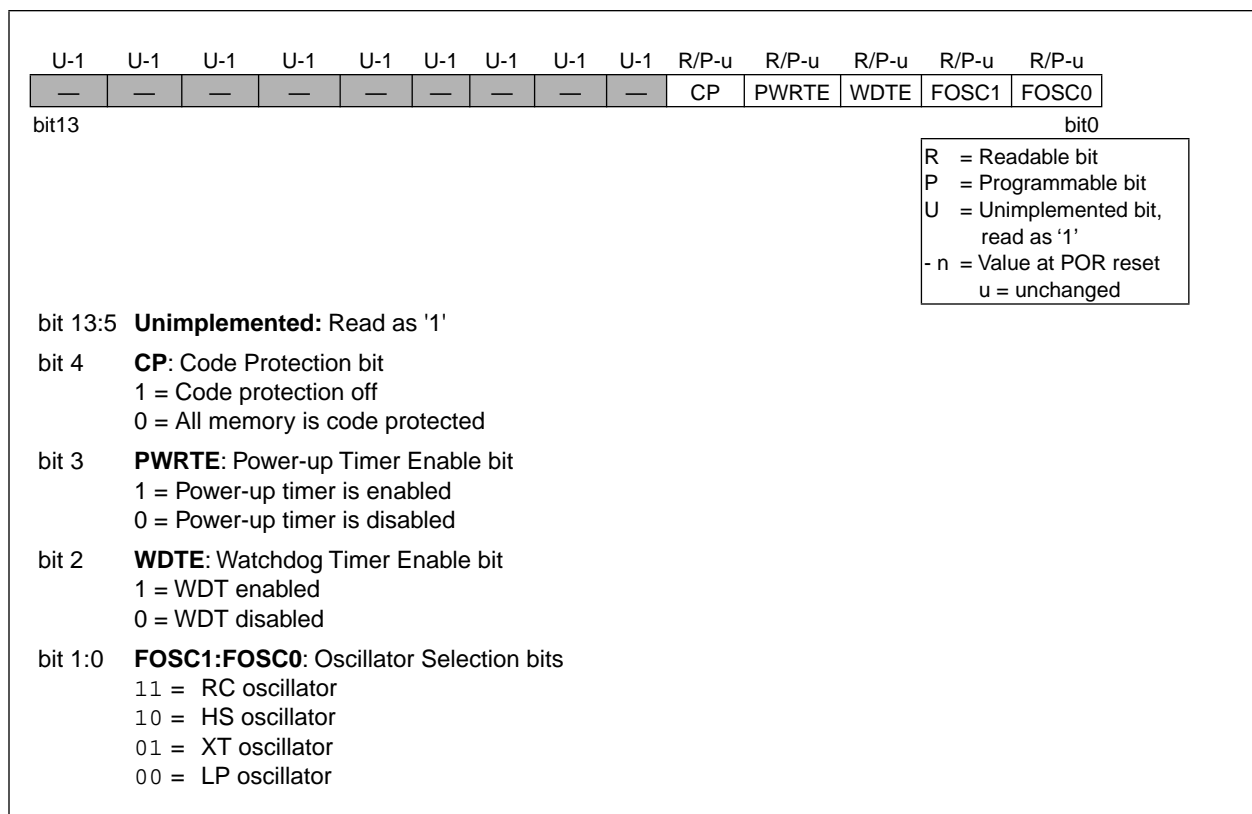 U-1 U-1 U-1 U-1 U-1 U-1 U-1 U-1 U-1 R/P-u R/P-u R/P-u R/P-u R/P-u
— — — — — — — — — CP PWRTE WDTE FOSC1 FOSC0
bit13 bit0
R = Readable bit
P = Programmable bit
U = Unimplemented bit,
read as ‘1’
- n = Value at POR reset
u = unchanged
bit 13:5 Unimplemented: Read as '1'
bit 4 CP: Code Protection bit
1 = Code protection off
0 = All memory is code protected
bit 3 PWRTE: Power-up Timer Enable bit
1 = Power-up timer is enabled
0 = Power-up timer is disabled
bit 2 WDTE: Watchdog Timer Enable bit
1 = WDT enabled
0 = WDT disabled
bit 1:0 FOSC1:FOSC0: Oscillator Selection bits
11 = RC oscillator
10 = HS oscillator
01 = XT oscillator
00 = LP oscillator